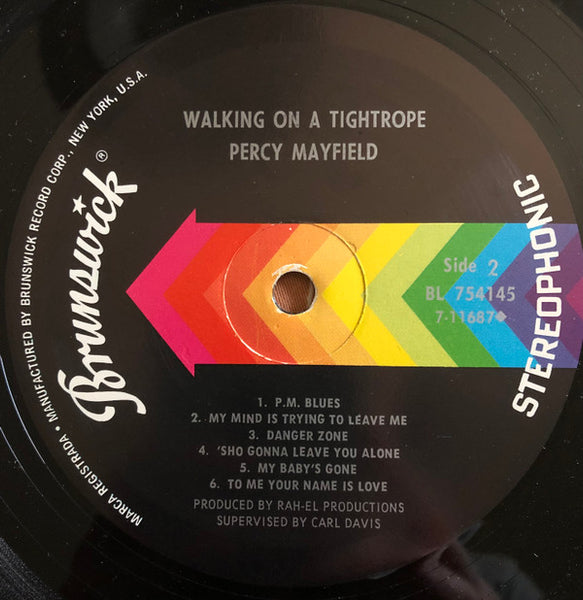 WALKING ON A TIGHTROPE
PERCY MAYFIELD
MARCA REGISTRADA • MANUFACTURED BY BRUNSWICK RECORD CORP., NEW YORK, U.S.A.
Brunswick®
STEREOPHONIC
Side 2
BL 754145
7-11687◆
1. P.M. BLUES
2. MY MIND IS TRYING TO LEAVE ME
3. DANGER ZONE
4. 'SHO GONNA LEAVE YOU ALONE
5. MY BABY'S GONE
6. TO ME YOUR NAME IS LOVE
PRODUCED BY RAH-EL PRODUCTIONS
SUPERVISED BY CARL DAVIS